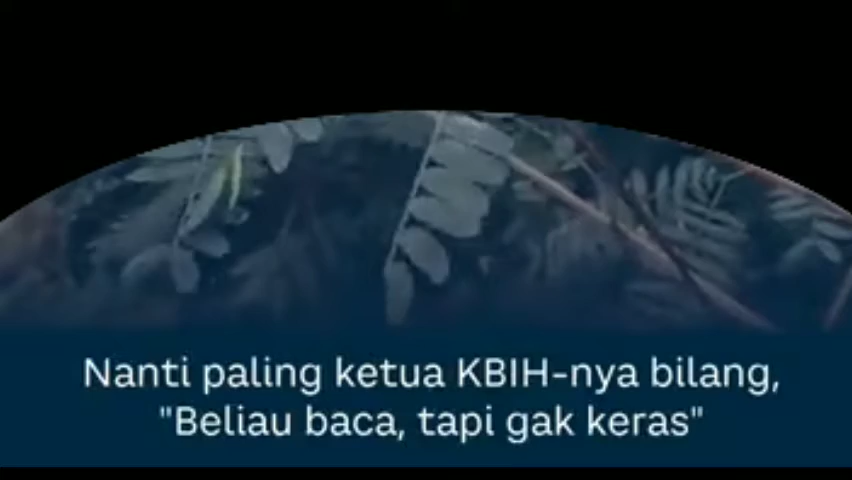 Nanti paling ketua KBIH-nya bilang,
"Beliau baca, tapi gak keras"